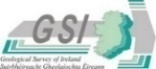 GSI
Geological Survey of Ireland
Suirbhéireacht Gheolaíochta Éireann